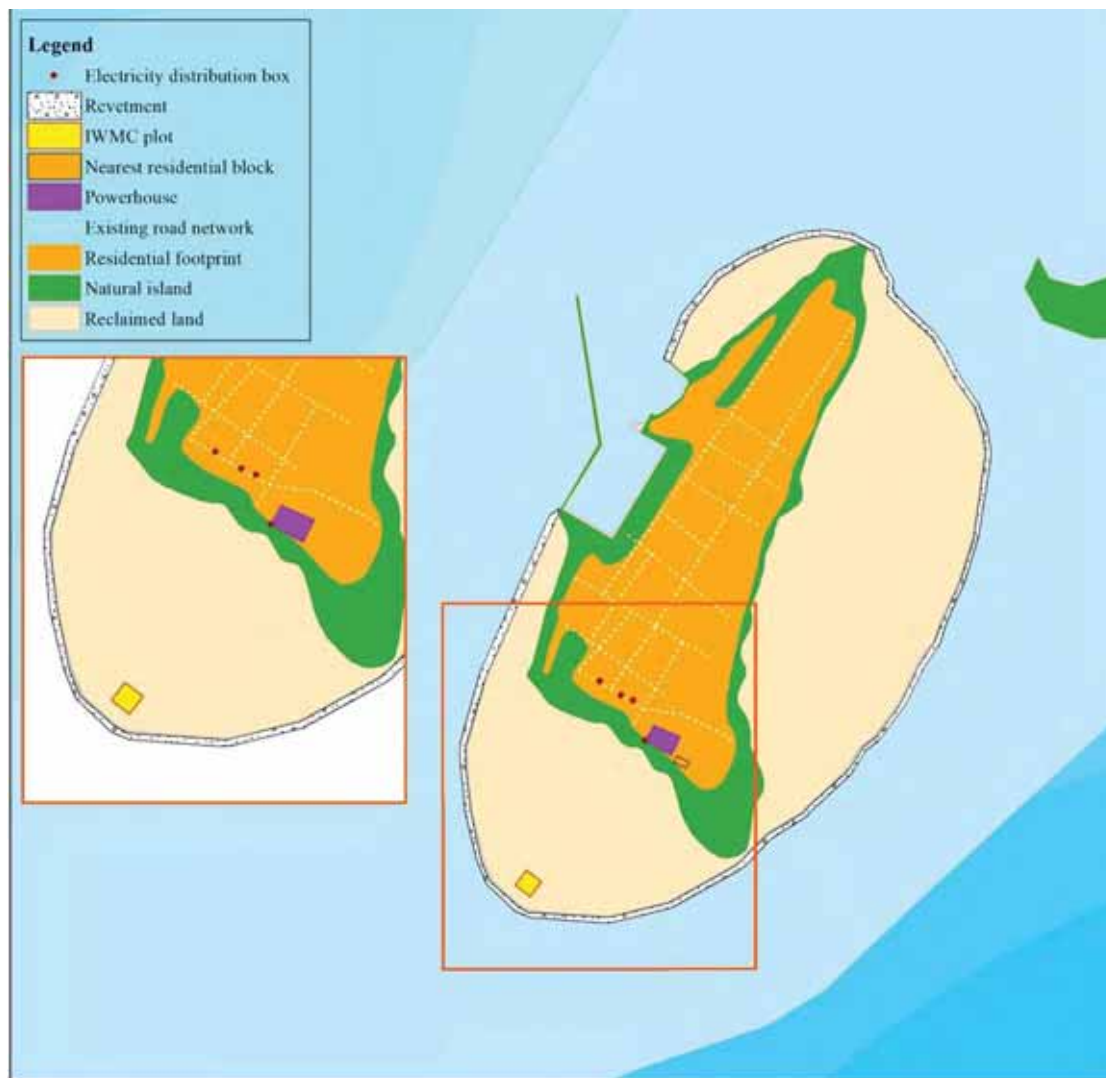 Legend
Electricity distribution box
Revetment
IWMC plot
Nearest residential block
Powerhouse
Existing road network
Residential footprint
Natural island
Reclaimed land